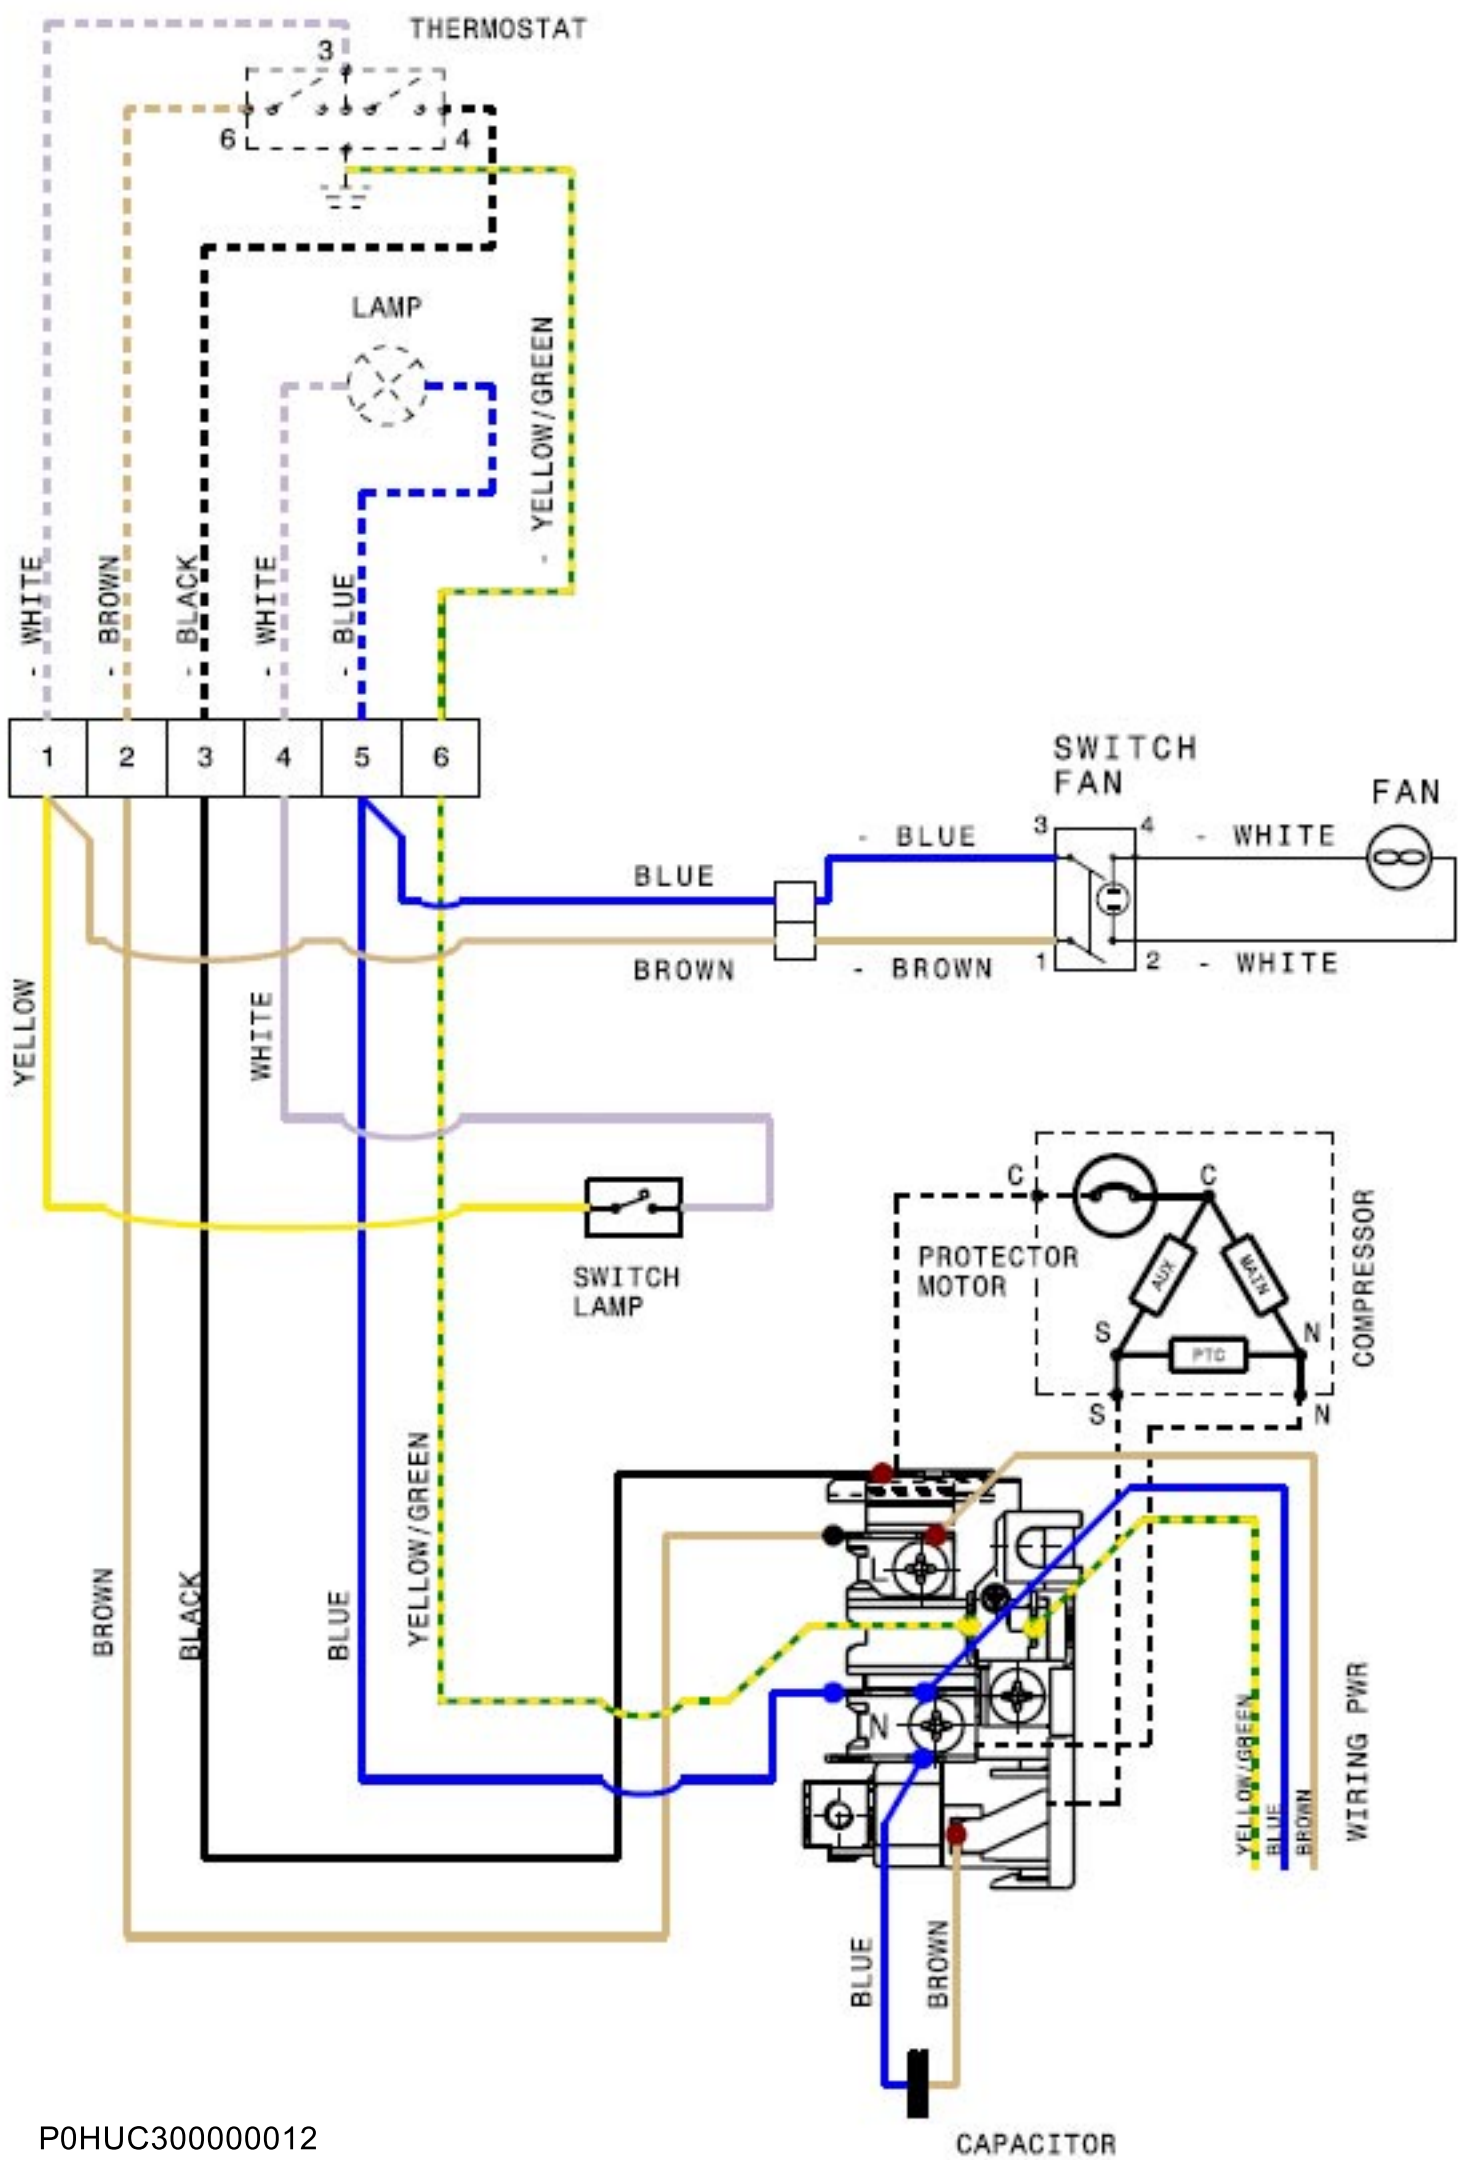 THERMOSTAT
3
6
4
LAMP
- YELLOW/GREEN
- WHITE
- BROWN
- BLACK
- WHITE
- BLUE
1
2
3
4
5
6
SWITCH
FAN
FAN
3
4
- BLUE
- WHITE
BLUE
BROWN
- BROWN
1
2
- WHITE
YELLOW
WHITE
SWITCH
LAMP
C
C
PROTECTOR
MOTOR
AUX
MAIN
S
N
PTC
S
N
COMPRESSOR
BROWN
BLACK
BLUE
YELLOW/GREEN
L
N
YELLOW/GREEN
BLUE
BROWN
WIRING PWR
BLUE
BROWN
CAPACITOR
P0HUC300000012